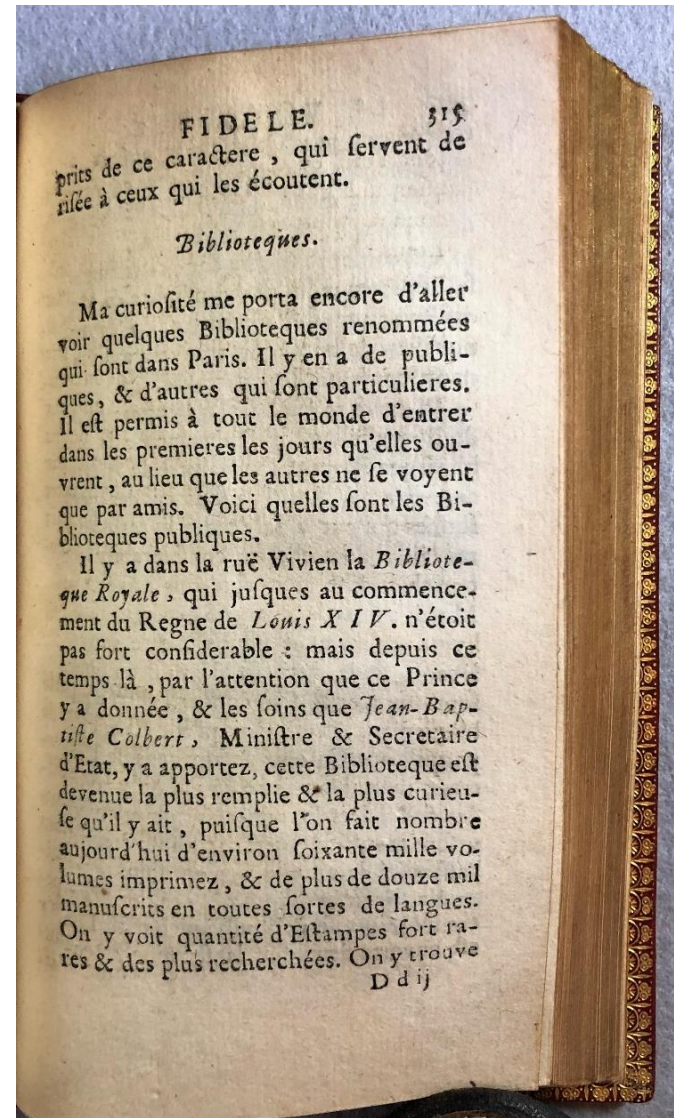 FIDELE. 315
prits de ce caractere, qui ſervent de
riſée à ceux qui les écoutent.
Biblioteques.
Ma curioſité me porta encore d'aller
voir quelques Biblioteques renommées
qui ſont dans Paris. Il y en a de publi-
ques, & d'autres qui ſont particulieres.
Il eſt permis à tout le monde d'entrer
dans les premieres les jours qu'elles ou-
vrent, au lieu que les autres ne ſe voyent
que par amis. Voici quelles ſont les Bi-
blioteques publiques.
Il y a dans la ruë Vivien la Bibliote-
que Royale, qui juſques au commence-
ment du Regne de Louis XIV. n'étoit
pas fort conſiderable : mais depuis ce
temps là, par l'attention que ce Prince
y a donnée, & les ſoins que Jean-Bap-
tiſte Colbert, Miniſtre & Secretaire
d'Etat, y a apportez, cette Biblioteque eſt
devenue la plus remplie & la plus curieu-
ſe qu'il y ait, puiſque l'on fait nombre
aujourd'hui d'environ ſoixante mille vo-
lumes imprimez, & de plus de douze mil
manuſcrits en toutes ſortes de langues.
On y voit quantité d'Eſtampes fort ra-
res & des plus recherchées. On y trouve
D d ij